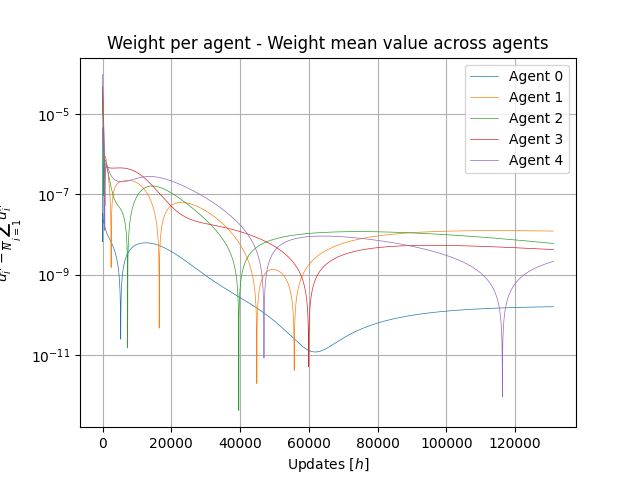 Weight per agent - Weight mean value across agents
Agent 0
Agent 1
Agent 2
Agent 3
Agent 4
10⁻⁵
10⁻⁷
10⁻⁹
10⁻¹¹
0 20000 40000 60000 80000 100000 120000
Updates [h]